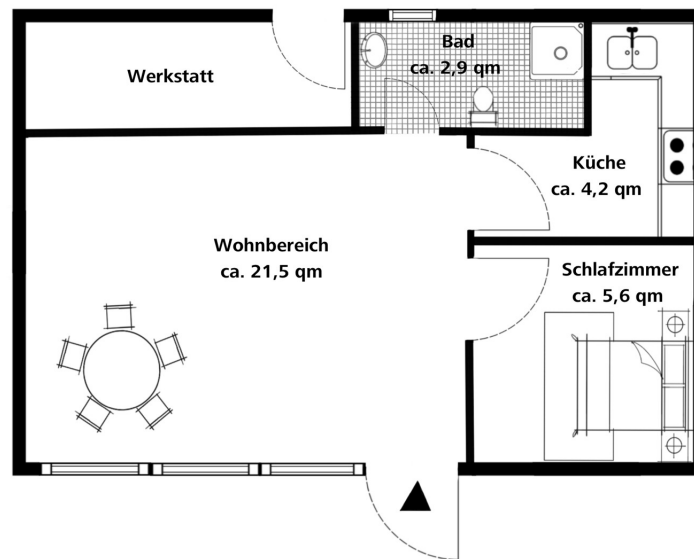 Werkstatt
Bad
ca. 2,9 qm
Küche
ca. 4,2 qm
Wohnbereich
ca. 21,5 qm
Schlafzimmer
ca. 5,6 qm